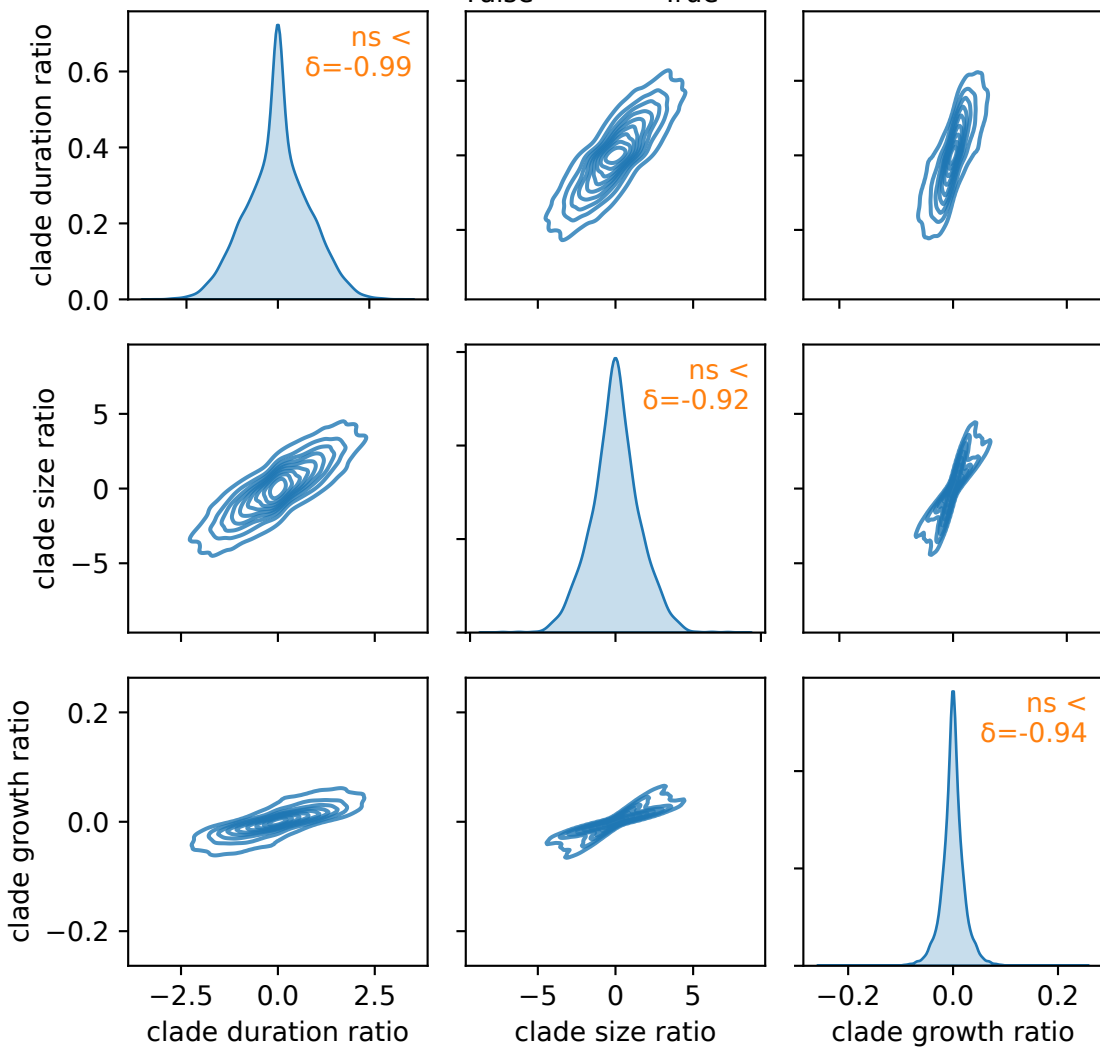 True
clade duration ratio
0.6
0.4
0.2
0.0
ns <
δ=-0.99
clade size ratio
5
0
−5
ns <
δ=-0.92
clade growth ratio
0.2
0.0
−0.2
ns <
δ=-0.94
−2.5 0.0 2.5
−5 0 5
−0.2 0.0 0.2
clade duration ratio clade size ratio clade growth ratio